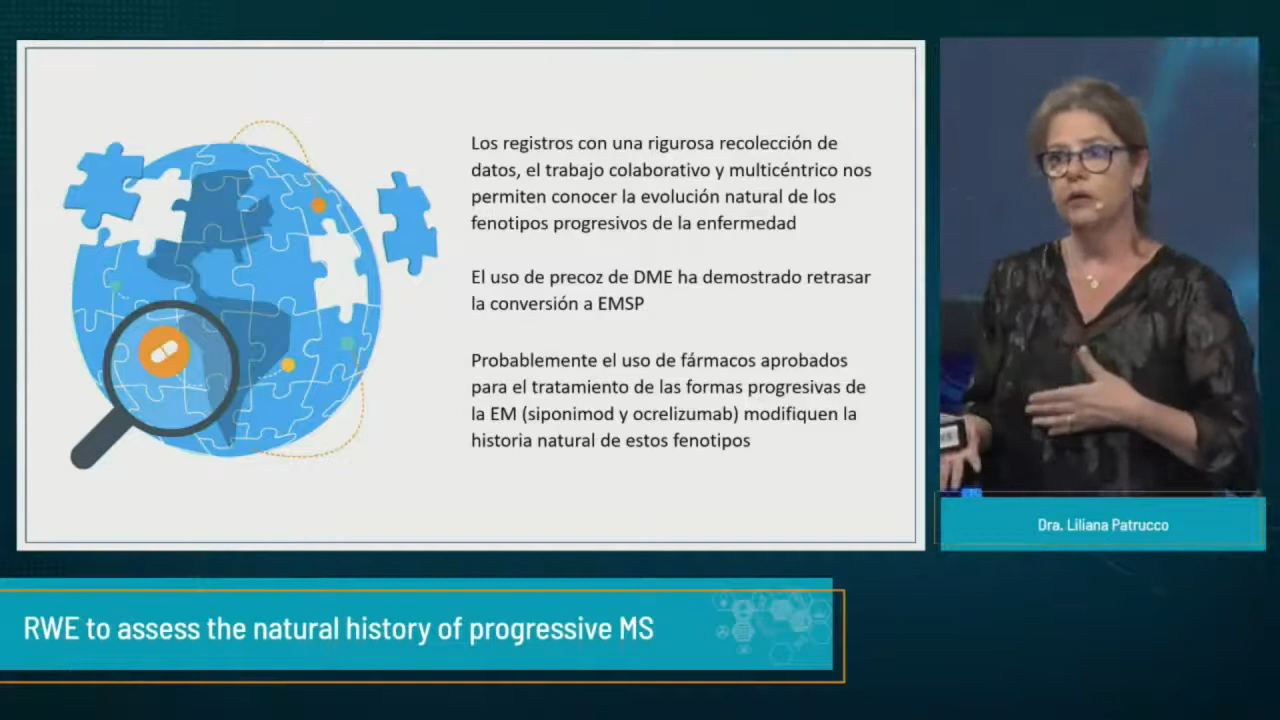 Los registros con una rigurosa recolección de
datos, el trabajo colaborativo y multicéntrico nos
permiten conocer la evolución natural de los
fenotipos progresivos de la enfermedad
El uso de precoz de DME ha demostrado retrasar
la conversión a EMSP
Probablemente el uso de fármacos aprobados
para el tratamiento de las formas progresivas de
la EM (siponimod y ocrelizumab) modifiquen la
historia natural de estos fenotipos
Dra. Liliana Patrucco
RWE to assess the natural history of progressive MS